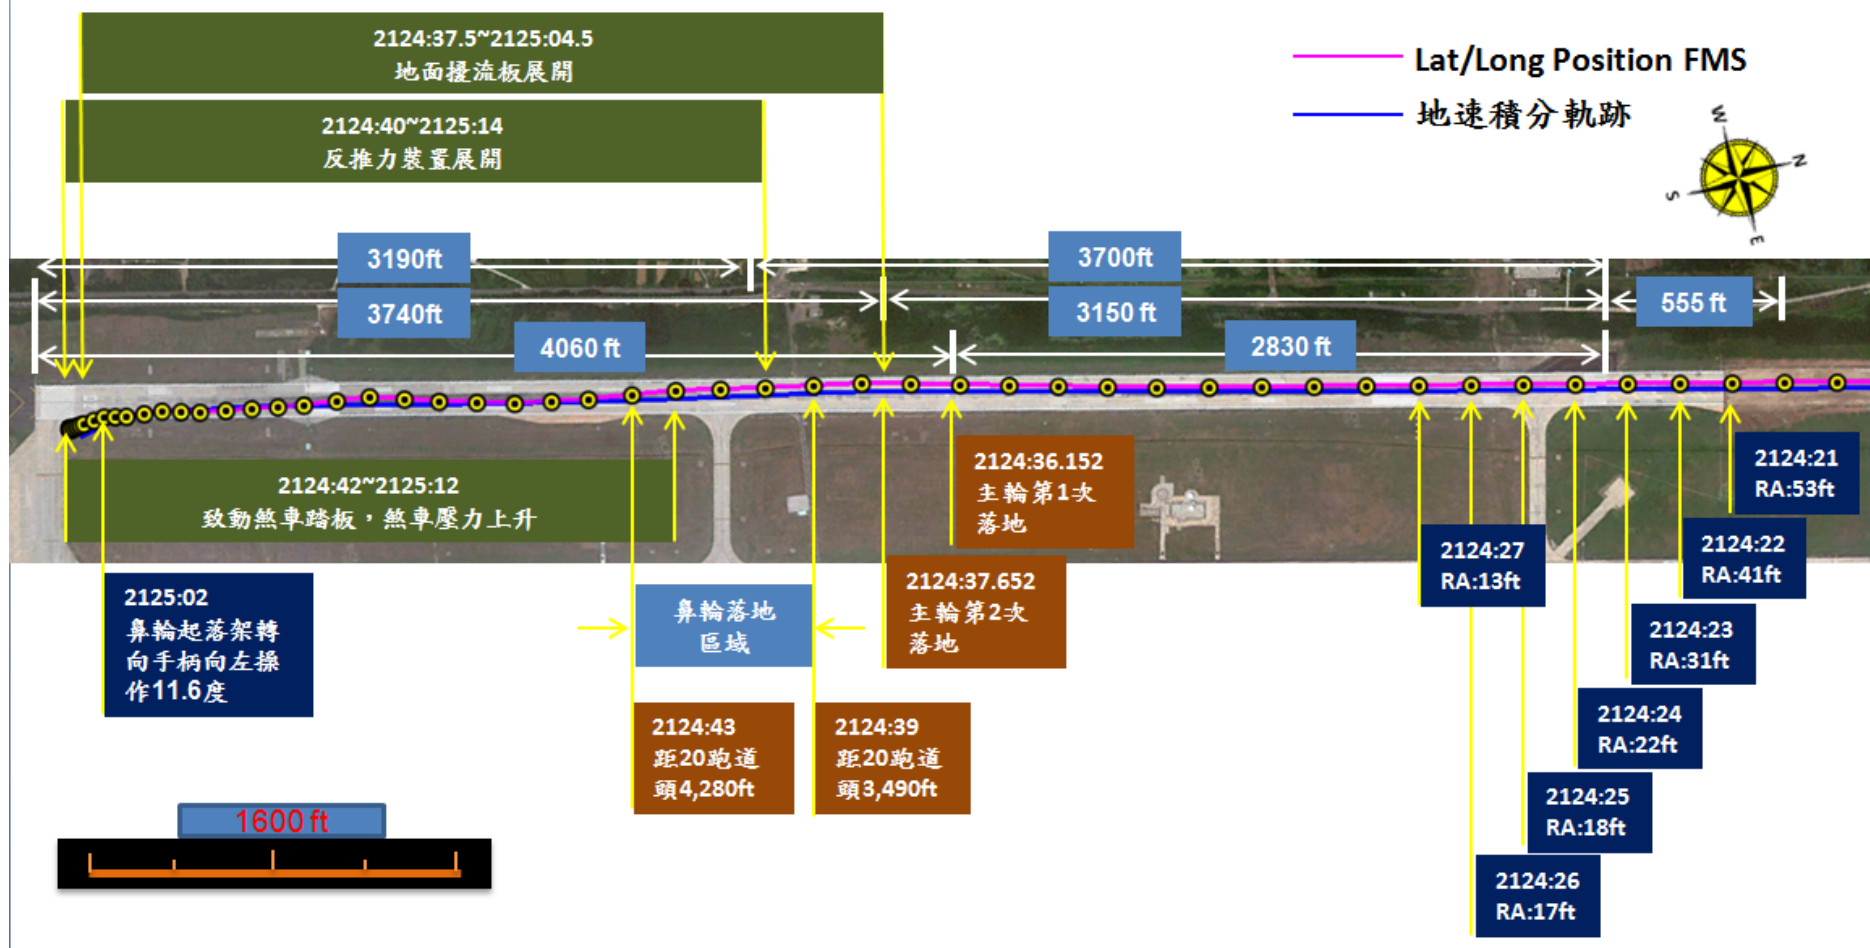 2124:37.5~2125:04.5
地面擾流板展開
2124:40~2125:14
反推力裝置展開
Lat/Long Position FMS
地速積分軌跡
W
N
S
E
3190ft
3700ft
3740ft
3150 ft
555 ft
4060 ft
2830 ft
2124:42~2125:12
致動煞車踏板，煞車壓力上升
2124:36.152
主輪第1次
落地
2124:37.652
主輪第2次
落地
2124:21
RA:53ft
2124:22
RA:41ft
2124:23
RA:31ft
2124:24
RA:22ft
2124:25
RA:18ft
2124:26
RA:17ft
2124:27
RA:13ft
2125:02
鼻輪起落架轉
向手柄向左操
作11.6度
鼻輪落地
區域
2124:43
距20跑道
頭4,280ft
2124:39
距20跑道
頭3,490ft
1600 ft